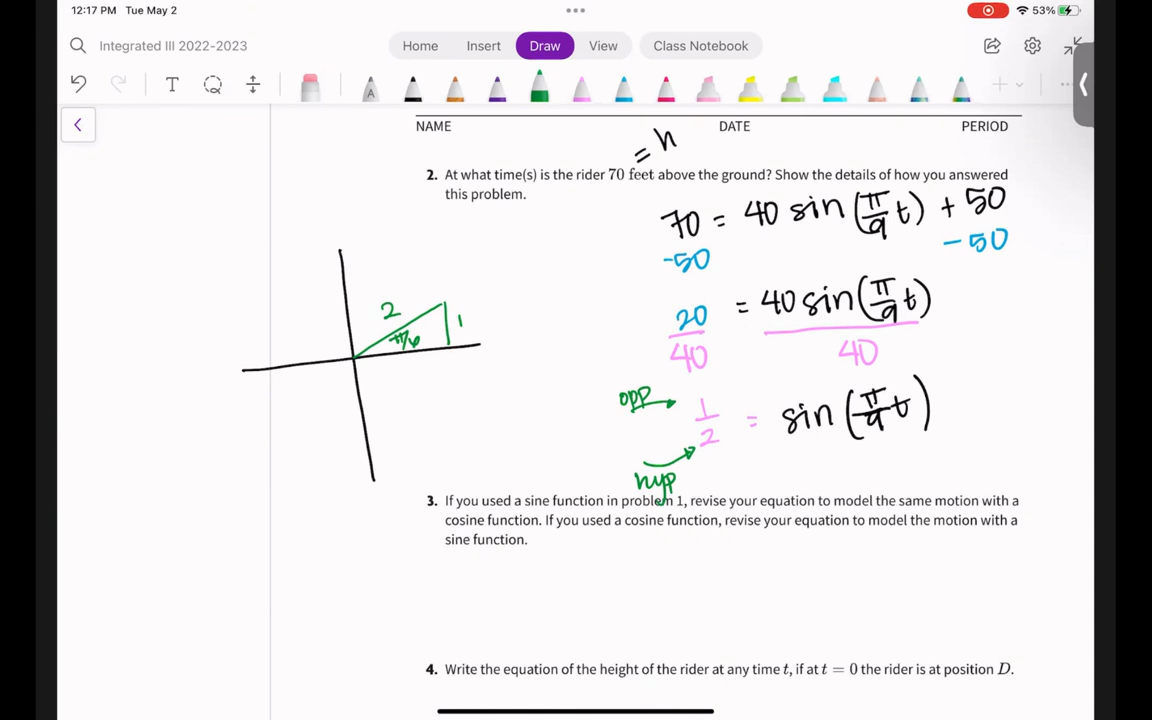 12:17 PM Tue May 2
53%
Integrated III 2022-2023
Home Insert Draw View Class Notebook
T
A
NAME DATE PERIOD
= h
2. At what time(s) is the rider 70 feet above the ground? Show the details of how you answered
this problem.
70 = 40 sin(π/9 t) + 50
-50 -50
20/40 = 40 sin(π/9 t)/40
2
1
π/6
opp
1/2 = sin(π/9 t)
hyp
3. If you used a sine function in problem 1, revise your equation to model the same motion with a
cosine function. If you used a cosine function, revise your equation to model the motion with a
sine function.
4. Write the equation of the height of the rider at any time t, if at t = 0 the rider is at position D.